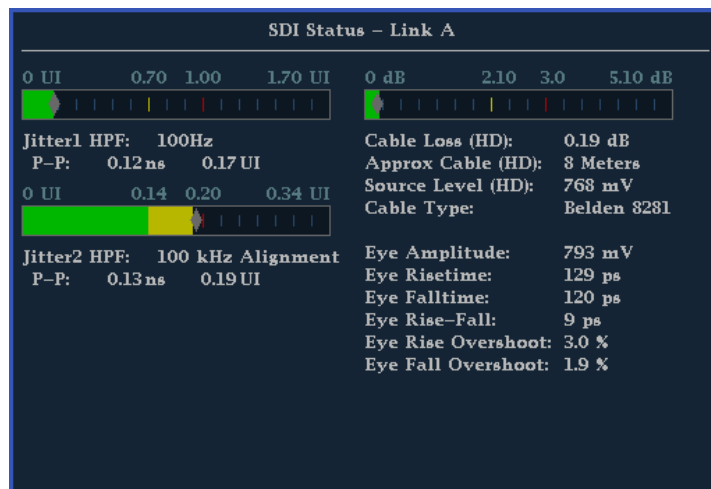 SDI Status – Link A
0 UI 0.70 1.00 1.70 UI
Jitter1 HPF: 100Hz
P–P: 0.12 ns 0.17 UI
0 UI 0.14 0.20 0.34 UI
Jitter2 HPF: 100 kHz Alignment
P–P: 0.13 ns 0.19 UI
0 dB 2.10 3.0 5.10 dB
Cable Loss (HD): 0.19 dB
Approx Cable (HD): 8 Meters
Source Level (HD): 768 mV
Cable Type: Belden 8281
Eye Amplitude: 793 mV
Eye Risetime: 129 ps
Eye Falltime: 120 ps
Eye Rise–Fall: 9 ps
Eye Rise Overshoot: 3.0 %
Eye Fall Overshoot: 1.9 %